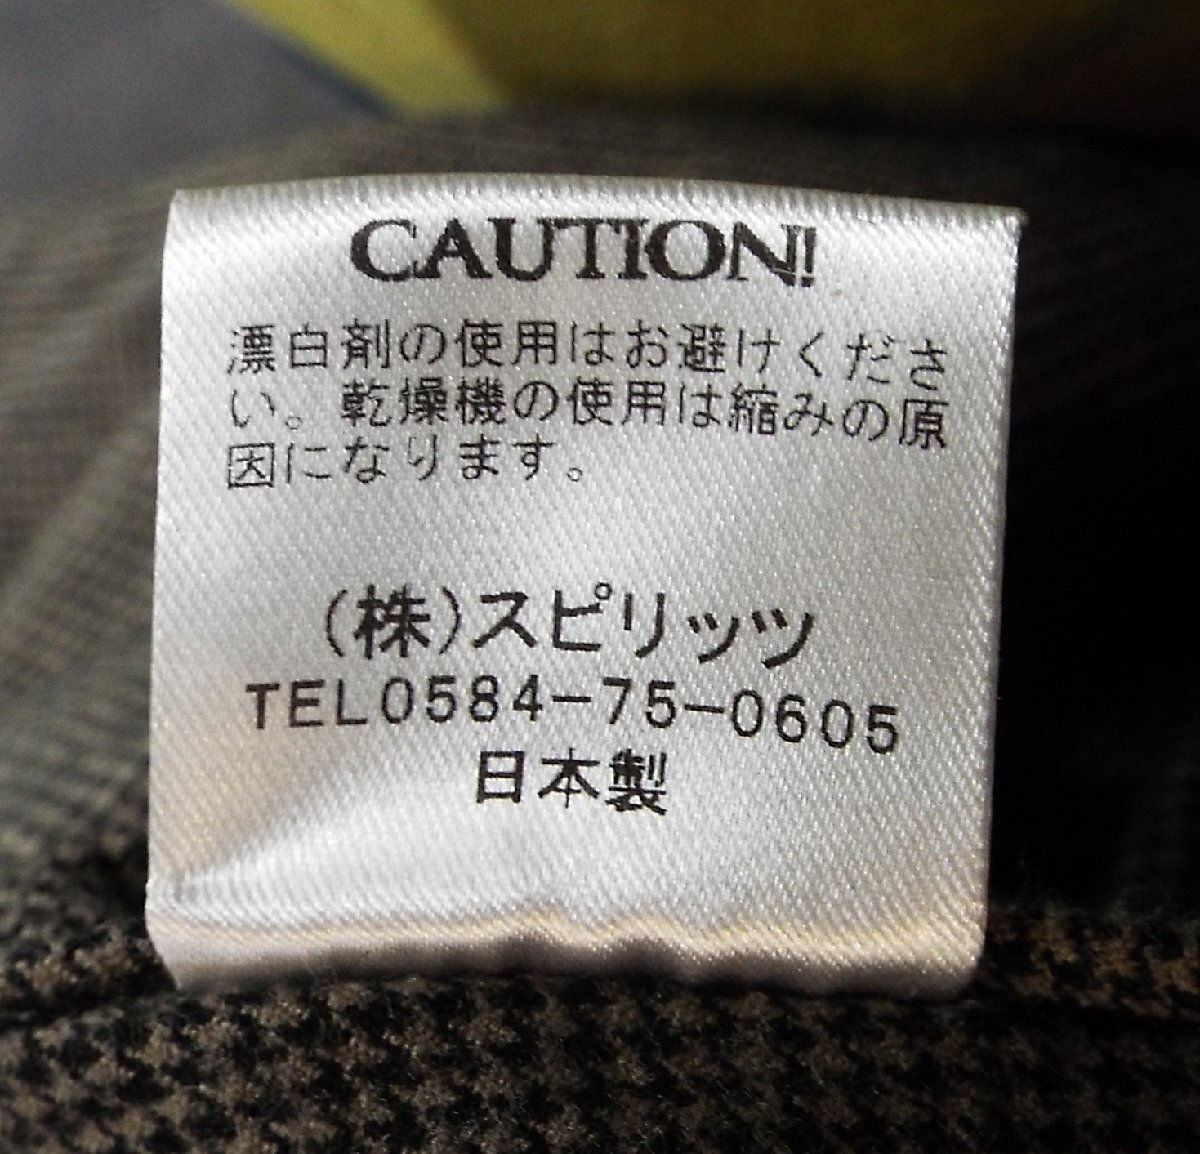 CAUTION!
漂白剤の使用はお避けくださ
い。乾燥機の使用は縮みの原
因になります。
(株)スピリッツ
TEL0584-75-0605
日本製